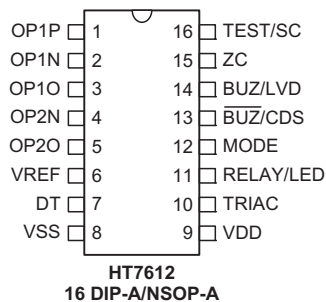 OP1P 1 16 TEST/SC
OP1N 2 15 ZC
OP1O 3 14 BUZ/LVD
OP2N 4 13 B̅U̅Z̅/CDS
OP2O 5 12 MODE
VREF 6 11 RELAY/LED
DT 7 10 TRIAC
VSS 8 9 VDD
HT7612
16 DIP-A/NSOP-A